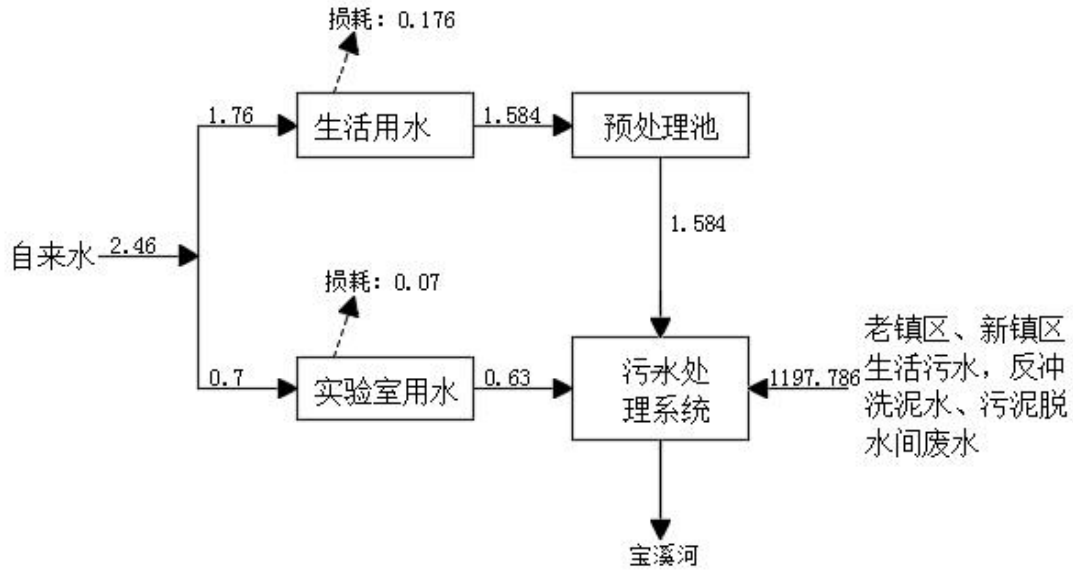 损耗：0.176
1.76
生活用水
1.584
预处理池
1.584
自来水
2.46
损耗：0.07
0.7
实验室用水
0.63
污水处
理系统
1197.786
老镇区、新镇区
生活污水，反冲
洗泥水、污泥脱
水间废水
宝溪河